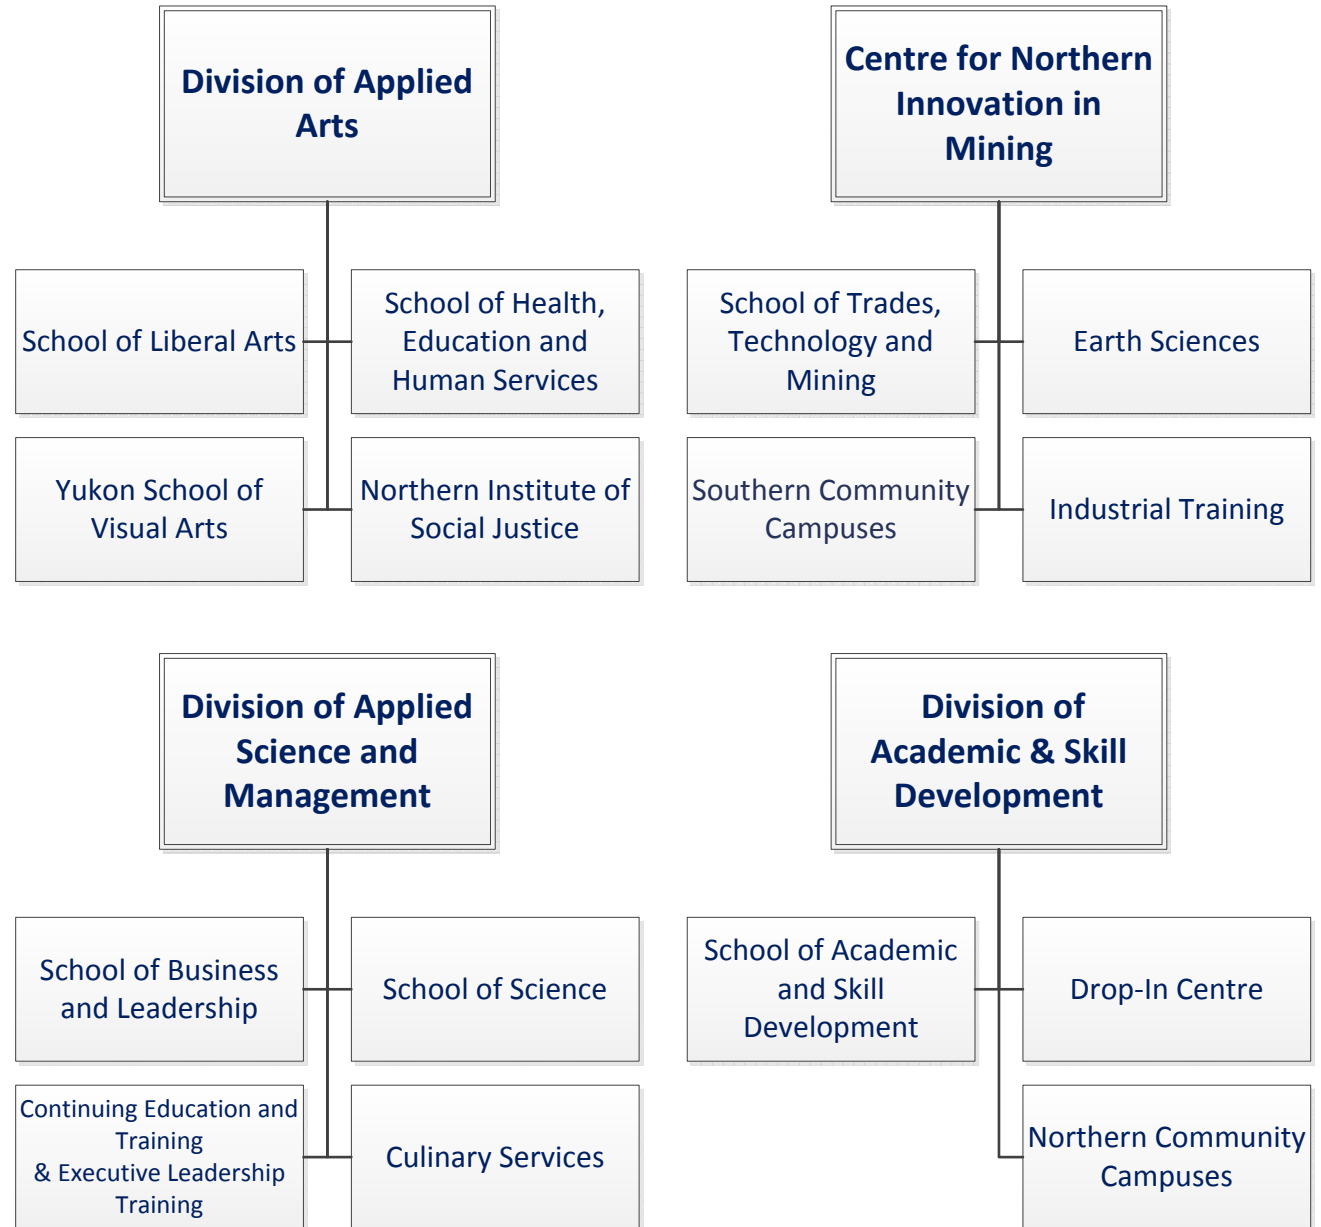 Division of Applied
Arts
School of Liberal Arts
School of Health,
Education and
Human Services
Yukon School of
Visual Arts
Northern Institute of
Social Justice
Centre for Northern
Innovation in
Mining
School of Trades,
Technology and
Mining
Earth Sciences
Southern Community
Campuses
Industrial Training
Division of Applied
Science and
Management
School of Business
and Leadership
School of Science
Continuing Education and
Training
& Executive Leadership
Training
Culinary Services
Division of
Academic & Skill
Development
School of Academic
and Skill
Development
Drop-In Centre
Northern Community
Campuses